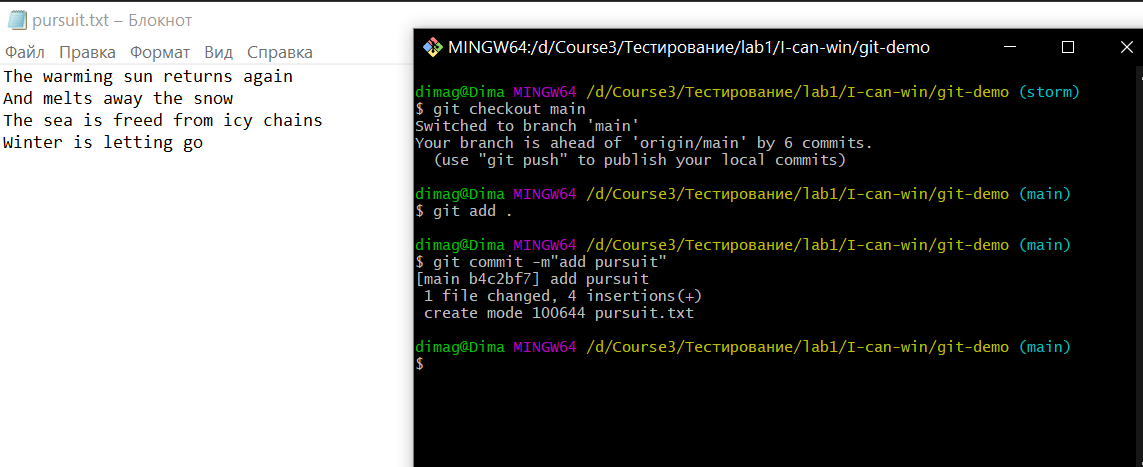 pursuit.txt – Блокнот
Файл Правка Формат Вид Справка
The warming sun returns again
And melts away the snow
The sea is freed from icy chains
Winter is letting go
MINGW64:/d/Course3/Тестирование/lab1/I-can-win/git-demo
dimag@Dima MINGW64 /d/Course3/Тестирование/lab1/I-can-win/git-demo (storm)
$ git checkout main
Switched to branch 'main'
Your branch is ahead of 'origin/main' by 6 commits.
  (use "git push" to publish your local commits)
dimag@Dima MINGW64 /d/Course3/Тестирование/lab1/I-can-win/git-demo (main)
$ git add .
dimag@Dima MINGW64 /d/Course3/Тестирование/lab1/I-can-win/git-demo (main)
$ git commit -m"add pursuit"
[main b4c2bf7] add pursuit
 1 file changed, 4 insertions(+)
 create mode 100644 pursuit.txt
dimag@Dima MINGW64 /d/Course3/Тестирование/lab1/I-can-win/git-demo (main)
$